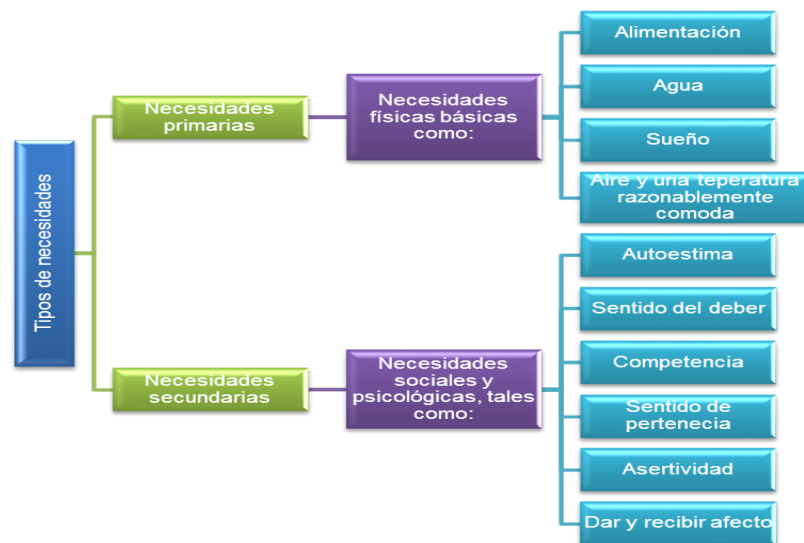 Tipos de necesidades
Necesidades
primarias
Necesidades
físicas básicas
como:
Alimentación
Agua
Sueño
Aire y una teperatura
razonablemente
comoda
Necesidades
secundarias
Necesidades
sociales y
psicológicas, tales
como:
Autoestima
Sentido del deber
Competencia
Sentido de
pertenecia
Asertividad
Dar y recibir afecto